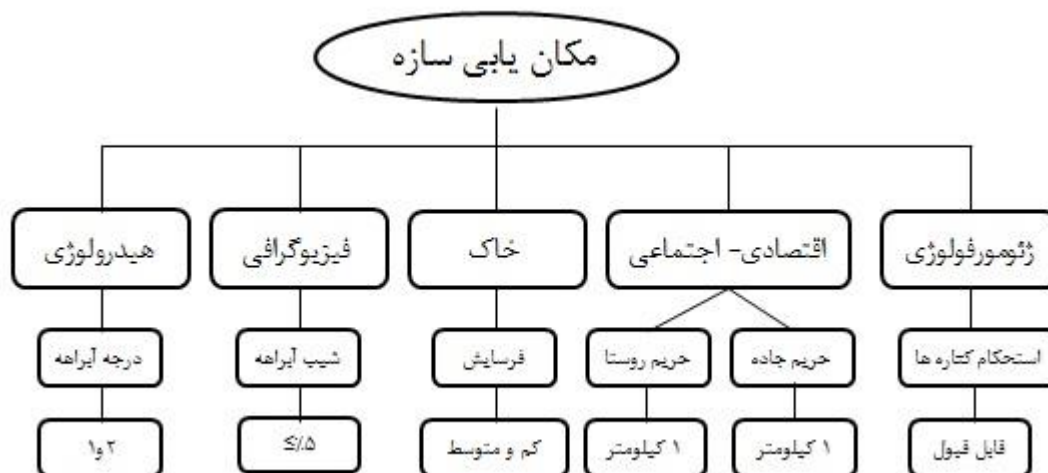 مکان یابی سازه
ژئومورفولوژی
اقتصادی- اجتماعی
خاک
فیزیوگرافی
هیدرولوژی
استحکام کناره ها
حریم جاده
حریم روستا
فرسایش
شیب آبراهه
درجه آبراهه
قابل قبول
۱ کیلومتر
۱ کیلومتر
کم و متوسط
≤٪۵
۲ و۱